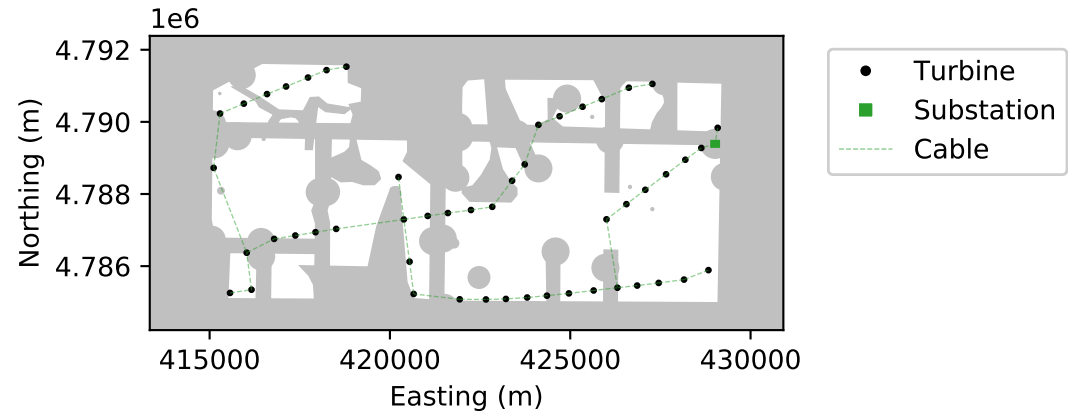 1e6
4.792
4.790
4.788
4.786
Northing (m)
415000 420000 425000 430000
Easting (m)
Turbine
Substation
Cable